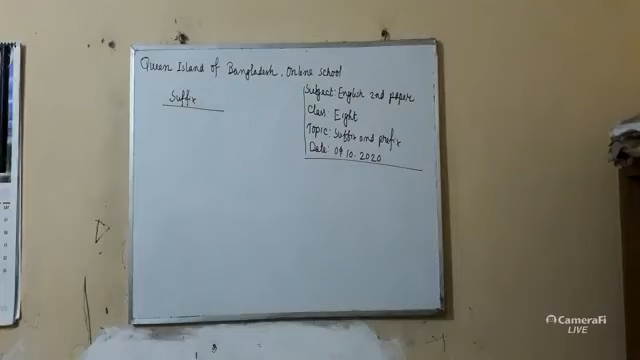 Queen Island of Bangladesh, Online school
Suffix
Subject: English 2nd paper
Class: Eight
Topic: Suffix and prefix
Date: 04.10.2020
CameraFi
LIVE